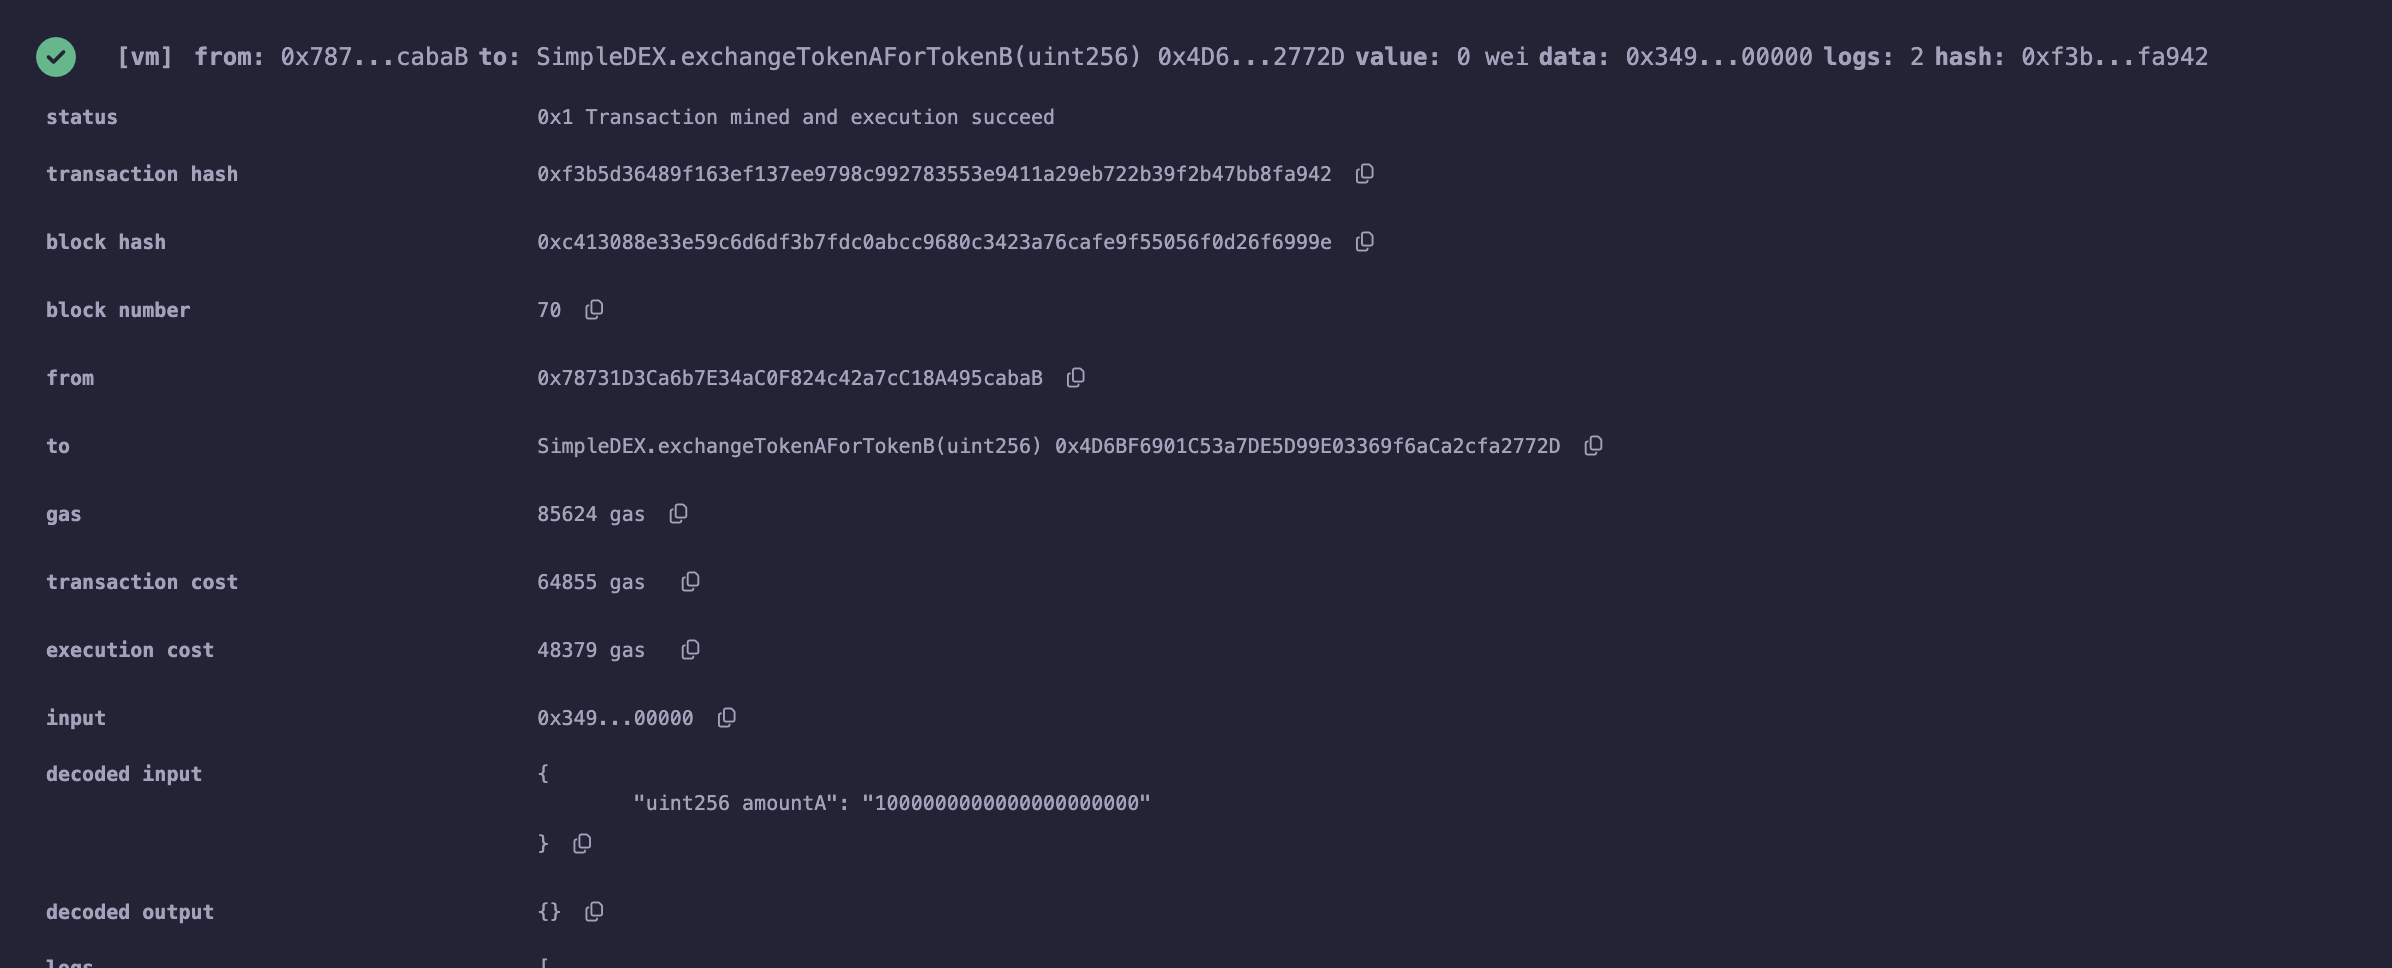 [vm] from: 0x787...cabaB to: SimpleDEX.exchangeTokenAForTokenB(uint256) 0x4D6...2772D value: 0 wei data: 0x349...00000 logs: 2 hash: 0xf3b...fa942
status 0x1 Transaction mined and execution succeed
transaction hash 0xf3b5d36489f163ef137ee9798c992783553e9411a29eb722b39f2b47bb8fa942
block hash 0xc413088e33e59c6d6df3b7fdc0abcc9680c3423a76cafe9f55056f0d26f6999e
block number 70
from 0x78731D3Ca6b7E34aC0F824c42a7cC18A495cabaB
to SimpleDEX.exchangeTokenAForTokenB(uint256) 0x4D6BF6901C53a7DE5D99E03369f6aCa2cfa2772D
gas 85624 gas
transaction cost 64855 gas
execution cost 48379 gas
input 0x349...00000
decoded input {
"uint256 amountA": "1000000000000000000000"
}
decoded output {}
logs [